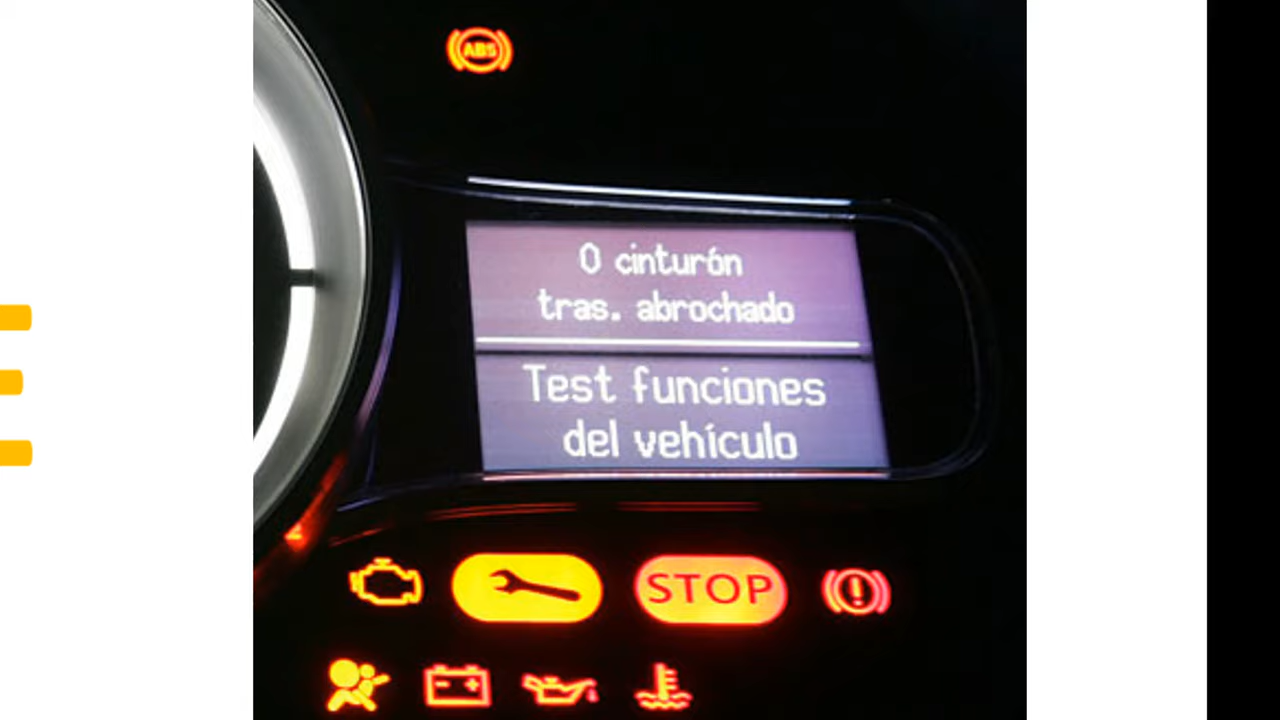 ABS
0 cinturón
tras. abrochado
Test funciones
del vehículo
STOP